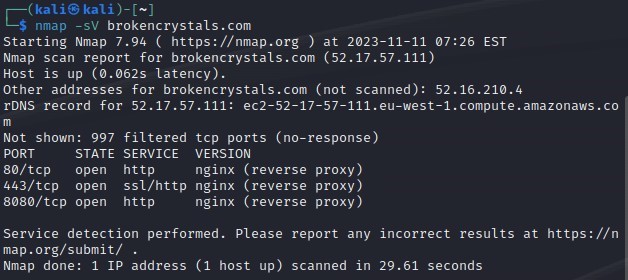 ┌──(kali㉿kali)-[~]
└─$ nmap -sV brokencrystals.com
Starting Nmap 7.94 ( https://nmap.org ) at 2023-11-11 07:26 EST
Nmap scan report for brokencrystals.com (52.17.57.111)
Host is up (0.062s latency).
Other addresses for brokencrystals.com (not scanned): 52.16.210.4
rDNS record for 52.17.57.111: ec2-52-17-57-111.eu-west-1.compute.amazonaws.co
m
Not shown: 997 filtered tcp ports (no-response)
PORT     STATE SERVICE  VERSION
80/tcp   open  http     nginx (reverse proxy)
443/tcp  open  ssl/http nginx (reverse proxy)
8080/tcp open  http     nginx (reverse proxy)
Service detection performed. Please report any incorrect results at https://n
map.org/submit/ .
Nmap done: 1 IP address (1 host up) scanned in 29.61 seconds